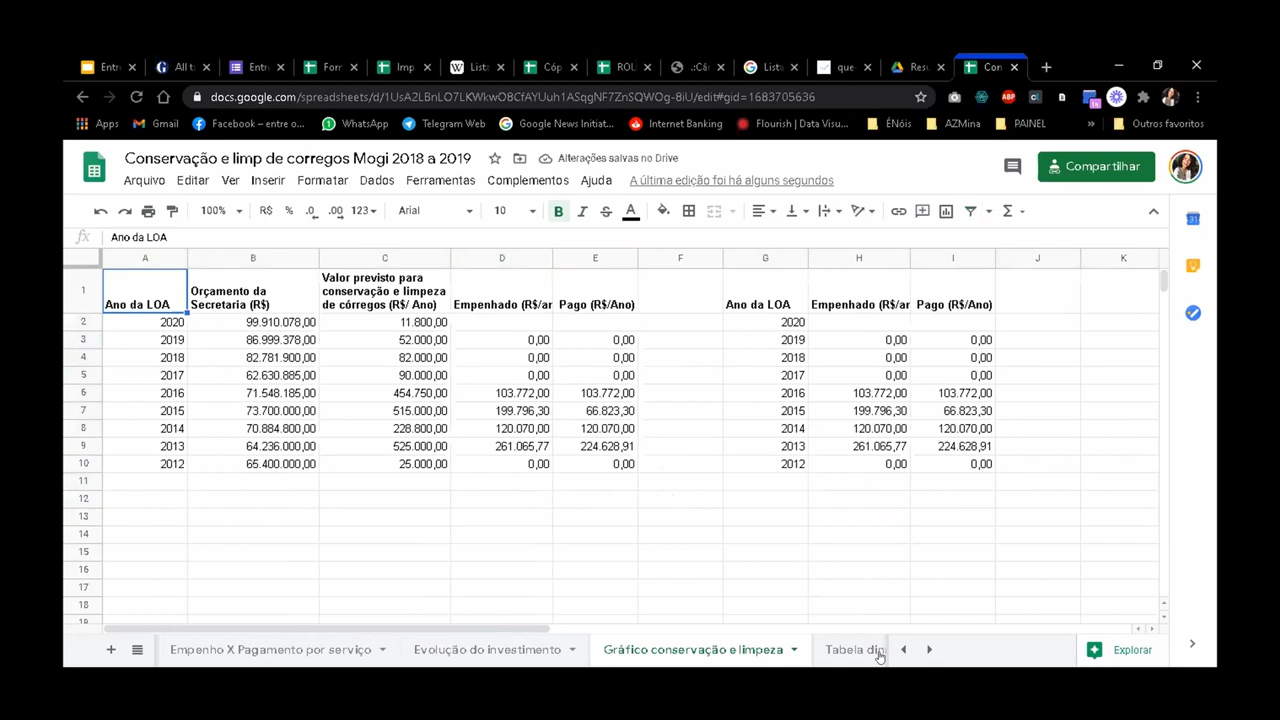 Entr All t Entr Forr Imp Lista Cóp ROL .:Câ Lista que Resu Con
docs.google.com/spreadsheets/d/1UsA2LBnLO7LKWkwO8CfAYUuh1ASqgNF7ZnSQWOg-8iU/edit#gid=1683705636
Apps Gmail Facebook – entre o... WhatsApp Telegram Web Google News Initiat... Internet Banking Flourish | Data Visu... ÉNóis AZMina PAINEL » Outros favoritos
Conservação e limp de corregos Mogi 2018 a 2019 Alterações salvas no Drive
Arquivo Editar Ver Inserir Formatar Dados Ferramentas Complementos Ajuda A última edição foi há alguns segundos Compartilhar
100% R$ % .0 .00 123 Arial 10 B I S A Σ
fx Ano da LOA
A B C D E F G H I J K
1 Ano da LOA Orçamento da Secretaria (R$) Valor previsto para conservação e limpeza de córregos (R$/ Ano) Empenhado (R$/ar Pago (R$/Ano) Ano da LOA Empenhado (R$/ar Pago (R$/Ano)
2 2020 99.910.078,00 11.800,00 2020
3 2019 86.999.378,00 52.000,00 0,00 0,00 2019 0,00 0,00
4 2018 82.781.900,00 82.000,00 0,00 0,00 2018 0,00 0,00
5 2017 62.630.885,00 90.000,00 0,00 0,00 2017 0,00 0,00
6 2016 71.548.185,00 454.750,00 103.772,00 103.772,00 2016 103.772,00 103.772,00
7 2015 73.700.000,00 515.000,00 199.796,30 66.823,30 2015 199.796,30 66.823,30
8 2014 70.884.800,00 228.800,00 120.070,00 120.070,00 2014 120.070,00 120.070,00
9 2013 64.236.000,00 525.000,00 261.065,77 224.628,91 2013 261.065,77 224.628,91
10 2012 65.400.000,00 25.000,00 0,00 0,00 2012 0,00 0,00
11
12
13
14
15
16
17
18
19
Empenho X Pagamento por serviço Evolução do investimento Gráfico conservação e limpeza Tabela din Explorar